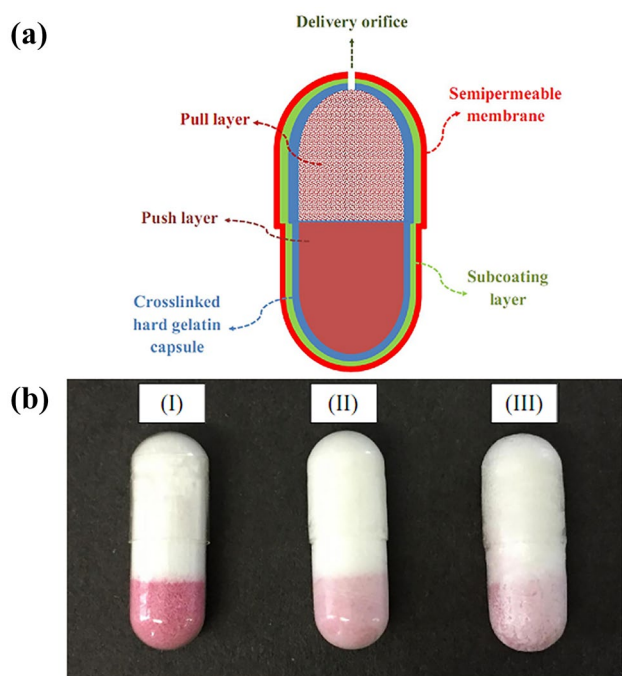 (a)
Delivery orifice
Pull layer
Semipermeable
membrane
Push layer
Subcoating
layer
Crosslinked
hard gelatin
capsule
(b)
(I)
(II)
(III)